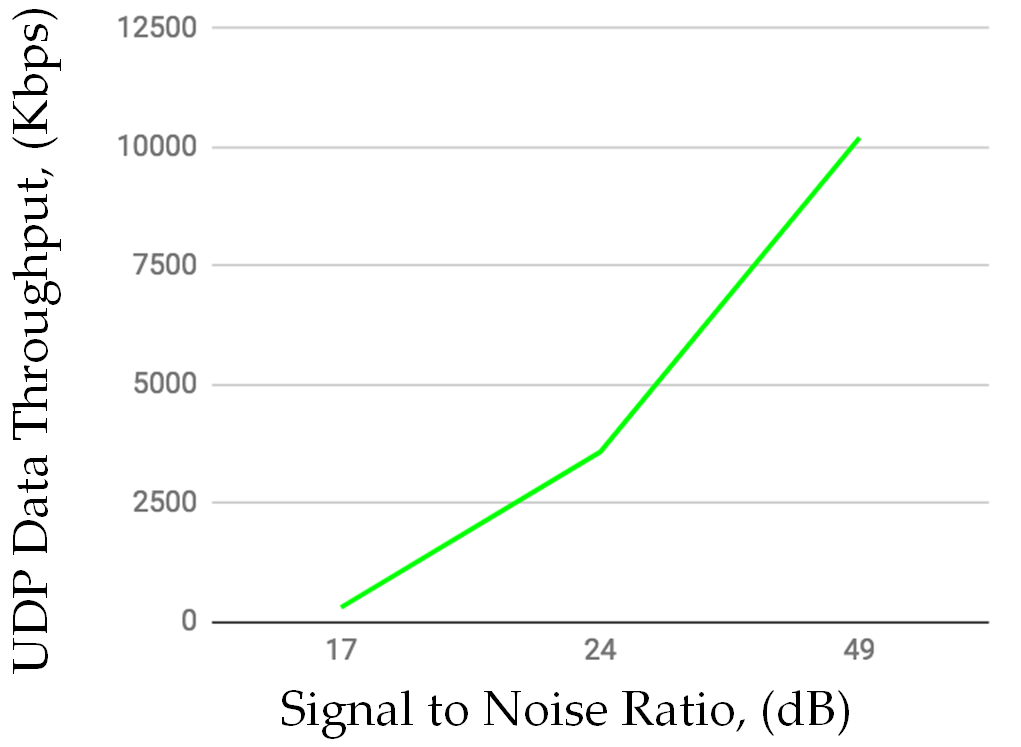 UDP Data Throughput, (Kbps)
12500
10000
7500
5000
2500
0
17 24 49
Signal to Noise Ratio, (dB)